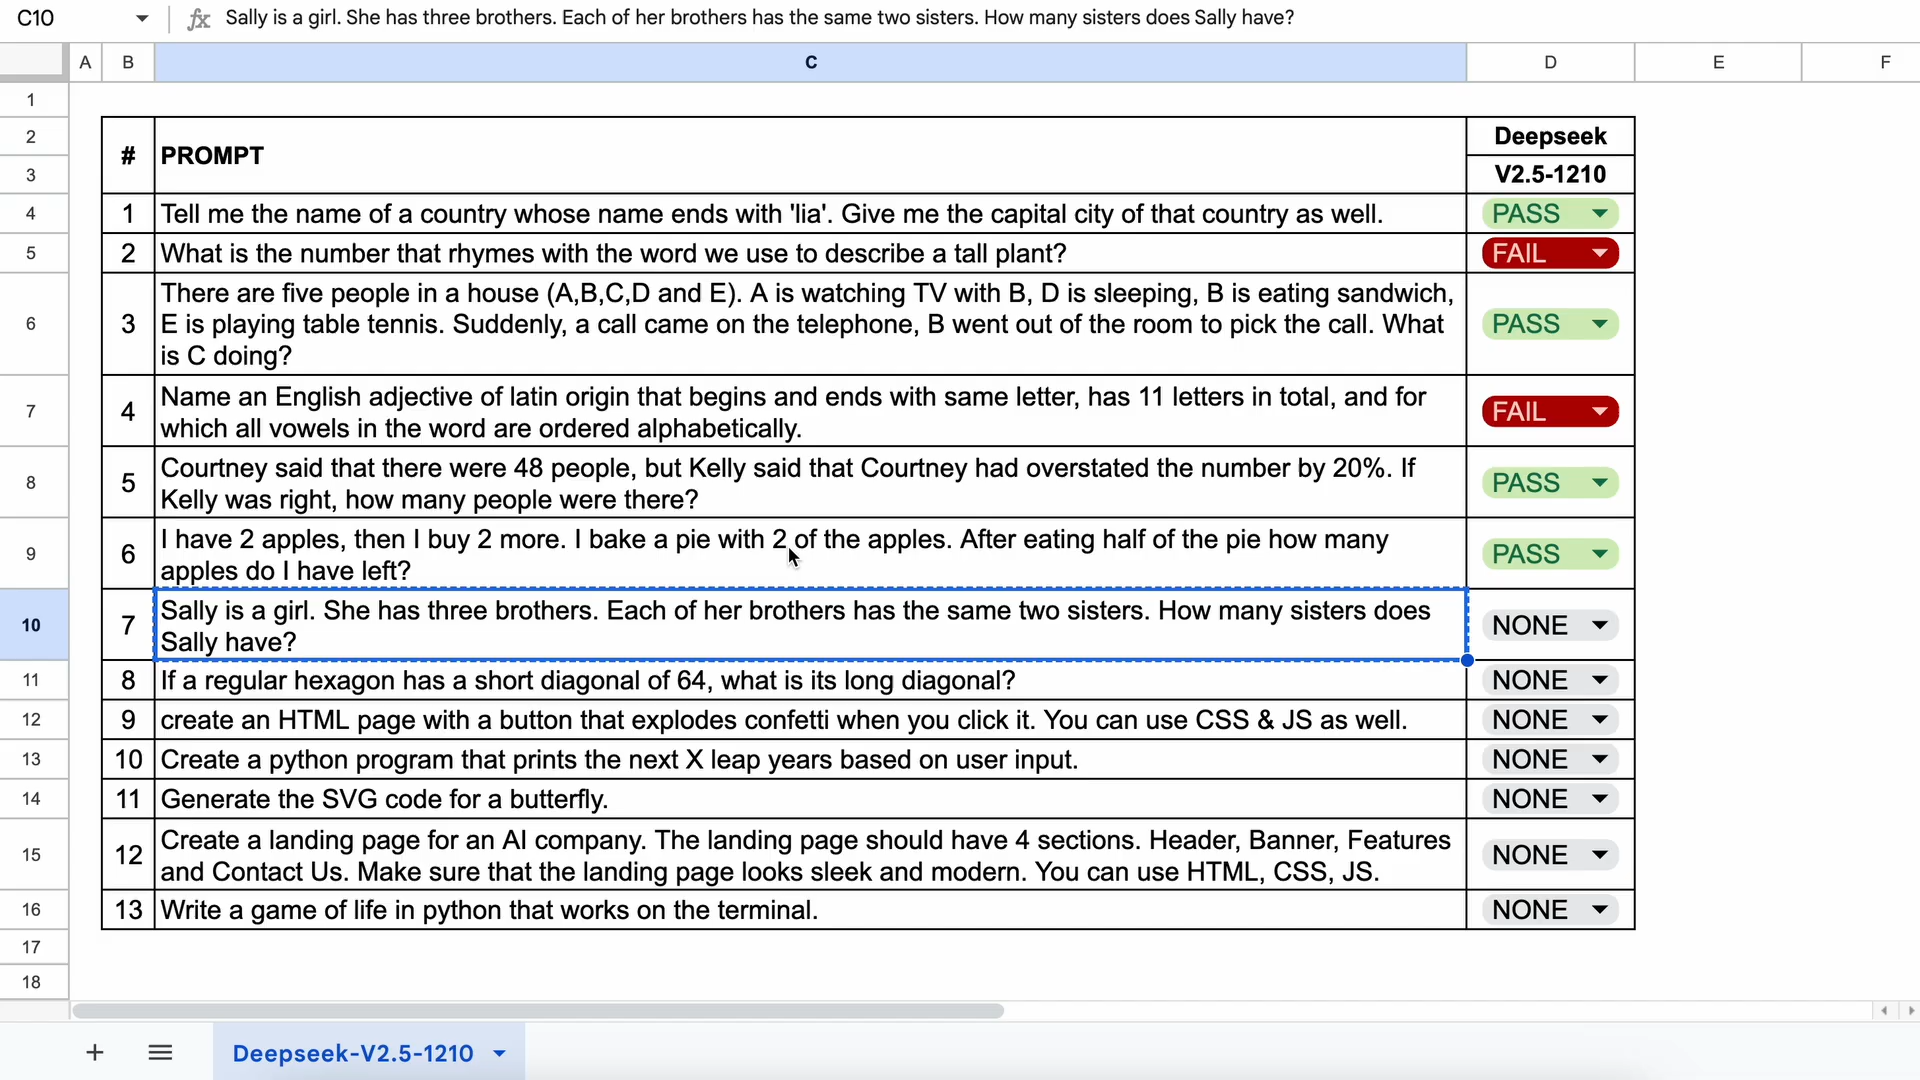 C10
fx Sally is a girl. She has three brothers. Each of her brothers has the same two sisters. How many sisters does Sally have?
A B C D E F
1
2
3
4
5
6
7
8
9
10
11
12
13
14
15
16
17
18
# PROMPT Deepseek
V2.5-1210
1 Tell me the name of a country whose name ends with 'lia'. Give me the capital city of that country as well. PASS
2 What is the number that rhymes with the word we use to describe a tall plant? FAIL
There are five people in a house (A,B,C,D and E). A is watching TV with B, D is sleeping, B is eating sandwich,
3 E is playing table tennis. Suddenly, a call came on the telephone, B went out of the room to pick the call. What PASS
is C doing?
4 Name an English adjective of latin origin that begins and ends with same letter, has 11 letters in total, and for FAIL
which all vowels in the word are ordered alphabetically.
5 Courtney said that there were 48 people, but Kelly said that Courtney had overstated the number by 20%. If PASS
Kelly was right, how many people were there?
6 I have 2 apples, then I buy 2 more. I bake a pie with 2 of the apples. After eating half of the pie how many PASS
apples do I have left?
7 Sally is a girl. She has three brothers. Each of her brothers has the same two sisters. How many sisters does NONE
Sally have?
8 If a regular hexagon has a short diagonal of 64, what is its long diagonal? NONE
9 create an HTML page with a button that explodes confetti when you click it. You can use CSS & JS as well. NONE
10 Create a python program that prints the next X leap years based on user input. NONE
11 Generate the SVG code for a butterfly. NONE
12 Create a landing page for an AI company. The landing page should have 4 sections. Header, Banner, Features NONE
and Contact Us. Make sure that the landing page looks sleek and modern. You can use HTML, CSS, JS.
13 Write a game of life in python that works on the terminal. NONE
Deepseek-V2.5-1210